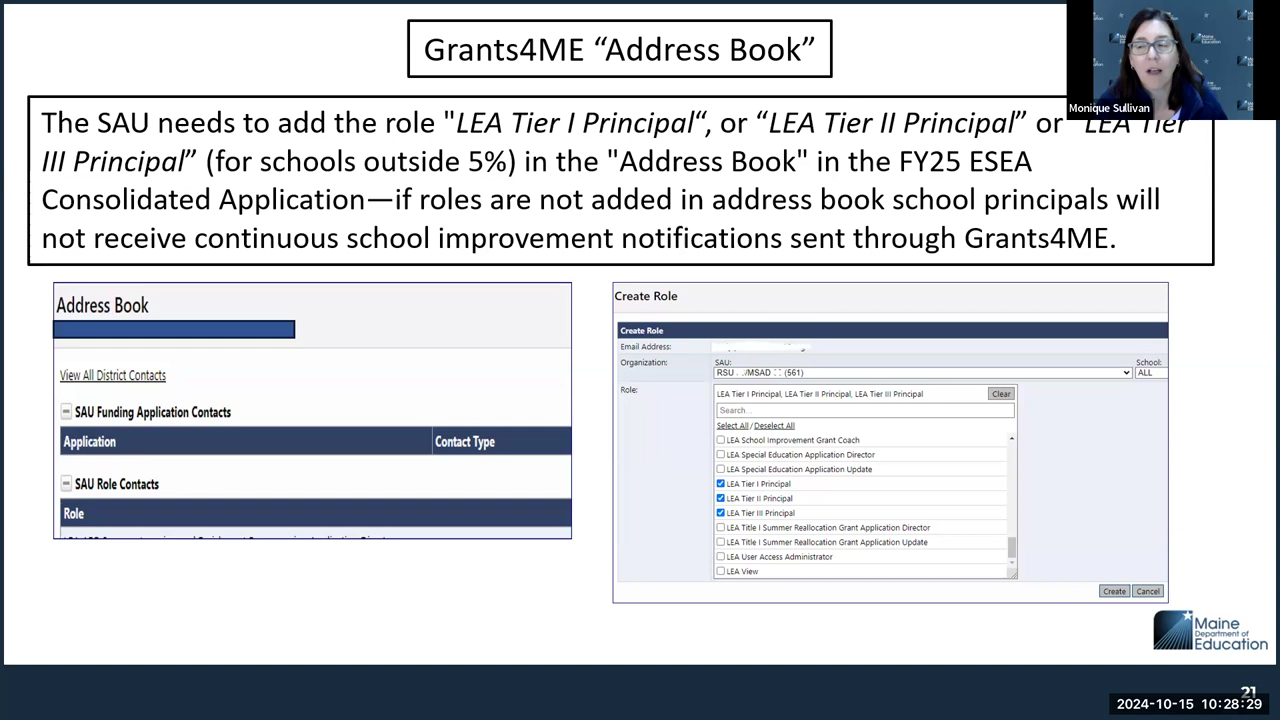 Grants4ME “Address Book”
Monique Sullivan
The SAU needs to add the role "LEA Tier I Principal“, or “LEA Tier II Principal” or “LEA Tier
III Principal” (for schools outside 5%) in the "Address Book" in the FY25 ESEA
Consolidated Application—if roles are not added in address book school principals will
not receive continuous school improvement notifications sent through Grants4ME.
Address Book
View All District Contacts
SAU Funding Application Contacts
Application Contact Type
SAU Role Contacts
Role
Create Role
Create Role
Email Address:
Organization: SAU: School:
RSU /MSAD (561) ALL
Role: LEA Tier I Principal, LEA Tier II Principal, LEA Tier III Principal Clear
Search...
Select All / Deselect All
LEA School Improvement Grant Coach
LEA Special Education Application Director
LEA Special Education Application Update
LEA Tier I Principal
LEA Tier II Principal
LEA Tier III Principal
LEA Title I Summer Reallocation Grant Application Director
LEA Title I Summer Reallocation Grant Application Update
LEA User Access Administrator
LEA View
Create Cancel
Maine
Department of
Education
21
2024-10-15 10:28:29